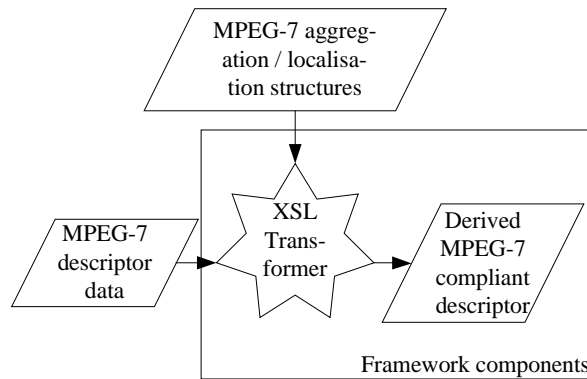 MPEG-7 aggreg-
ation / localisa-
tion structures
XSL
Trans-
former
MPEG-7
descriptor
data
Derived
MPEG-7
compliant
descriptor
Framework components